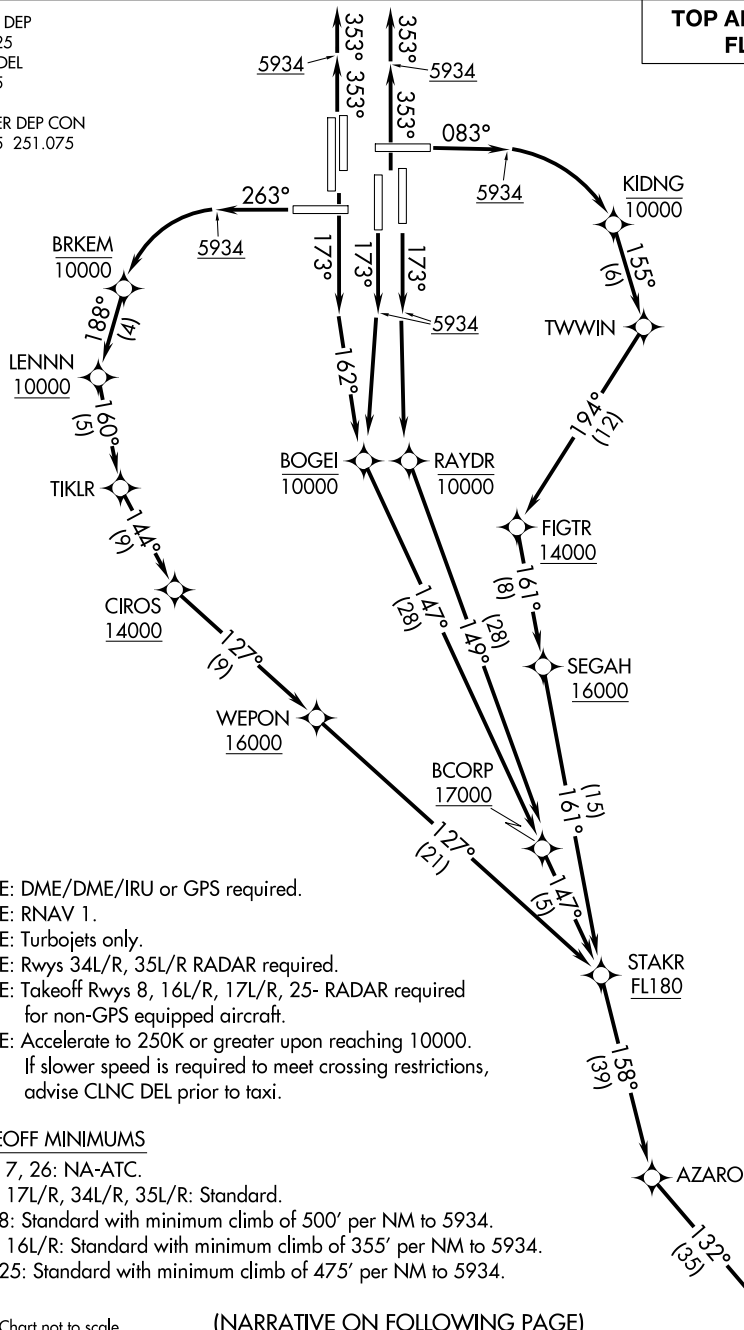 DEP
25
DEL
5
ER DEP CON
5 251.075
TOP AL
FL
353°
353°
5934
353°
5934
353°
083°
5934
KIDNG
10000
263°
5934
BRKEM
10000
155°
(6)
188°
(4)
173°
173°
173°
5934
TWWIN
LENNN
10000
162°
160°
(5)
194°
(12)
BOGEI
10000
RAYDR
10000
TIKLR
FIGTR
14000
144°
(9)
161°
(8)
CIROS
14000
147°
(28)
149°
(28)
127°
(9)
SEGAH
16000
WEPON
16000
BCORP
17000
161°
(15)
127°
(21)
147°
(5)
E: DME/DME/IRU or GPS required.
E: RNAV 1.
E: Turbojets only.
E: Rwys 34L/R, 35L/R RADAR required.
E: Takeoff Rwys 8, 16L/R, 17L/R, 25- RADAR required
for non-GPS equipped aircraft.
E: Accelerate to 250K or greater upon reaching 10000.
If slower speed is required to meet crossing restrictions,
advise CLNC DEL prior to taxi.
STAKR
FL180
158°
(39)
EOFF MINIMUMS
7, 26: NA-ATC.
17L/R, 34L/R, 35L/R: Standard.
8: Standard with minimum climb of 500' per NM to 5934.
16L/R: Standard with minimum climb of 355' per NM to 5934.
25: Standard with minimum climb of 475' per NM to 5934.
AZARO
132°
(35)
Chart not to scale
(NARRATIVE ON FOLLOWING PAGE)